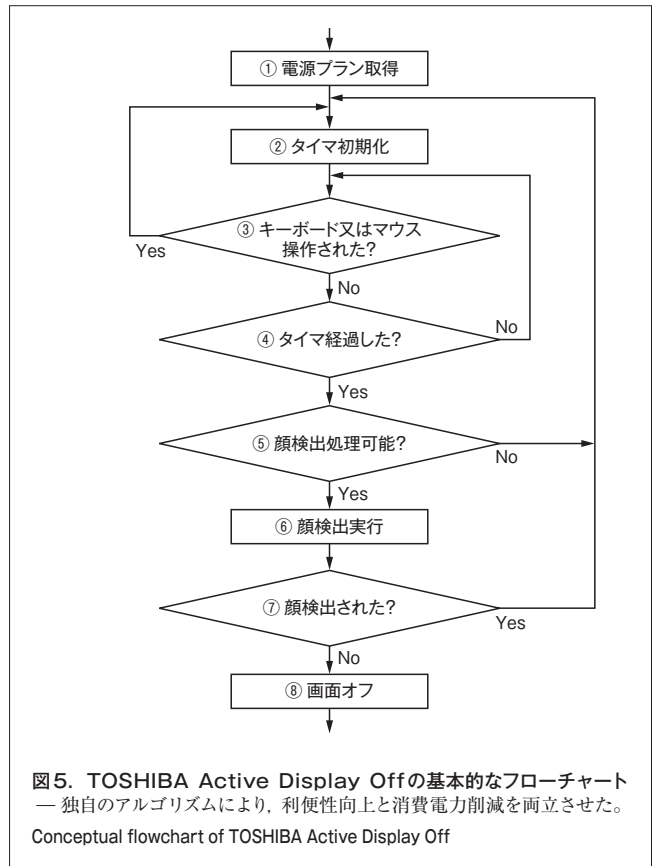 ① 電源プラン取得
② タイマ初期化
③ キーボード又はマウス
操作された？
Yes
No
④ タイマ経過した？
No
Yes
⑤ 顔検出処理可能？
No
Yes
⑥ 顔検出実行
⑦ 顔検出された？
Yes
No
⑧ 画面オフ
図5．TOSHIBA Active Display Offの基本的なフローチャート
― 独自のアルゴリズムにより，利便性向上と消費電力削減を両立させた。
Conceptual flowchart of TOSHIBA Active Display Off